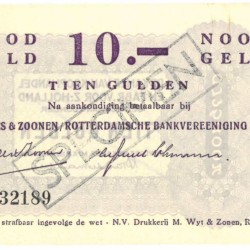 NOOD 10.— NOO
GELD GEL
TIEN GULDEN
Na aankondiging betaalbaar bij
S & ZOONEN / ROTTERDAMSCHE BANKVEREENIGING
SPECIMEN
32189
strafbaar ingevolge de wet - N.V. Drukkerij M. Wyt & Zonen, R